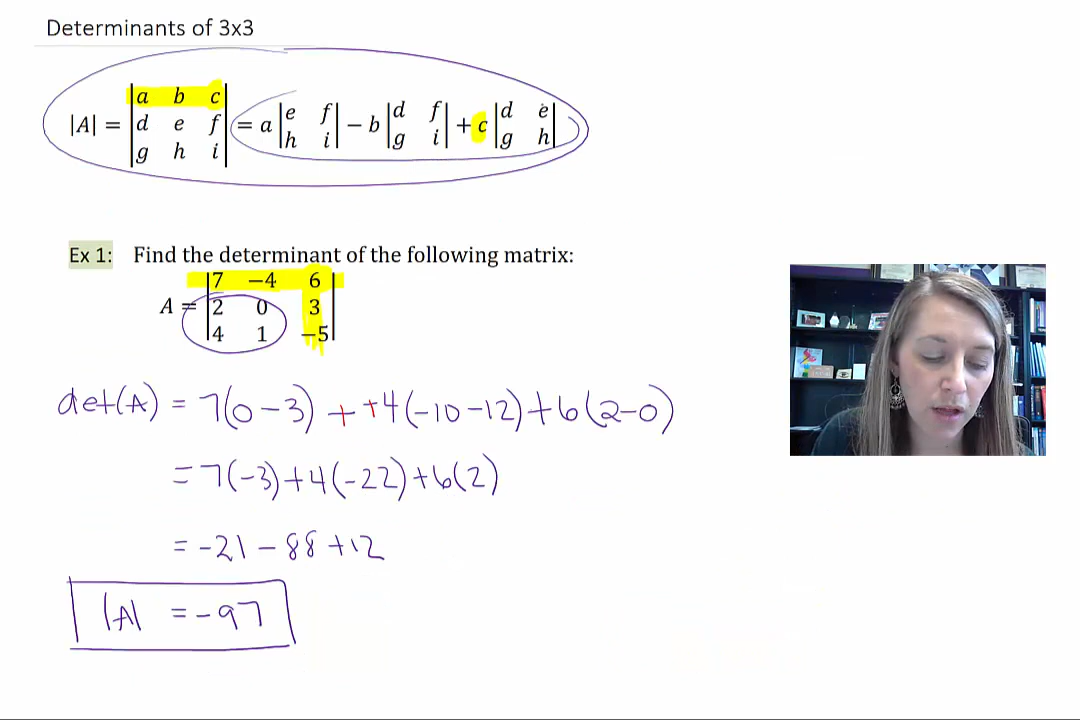 Determinants of 3x3
|A| = |a b c| = a |e f| − b |d f| + c |d e|
|d e f| |h i| |g i| |g h|
|g h i|
Ex 1: Find the determinant of the following matrix:
|7 −4 6|
A = |2 0 3|
|4 1 −5|
det(A) = 7(0-3) + +4(-10-12)+6(2-0)
= 7(-3)+4(-22)+6(2)
= -21 - 88 +12
|A| = -97